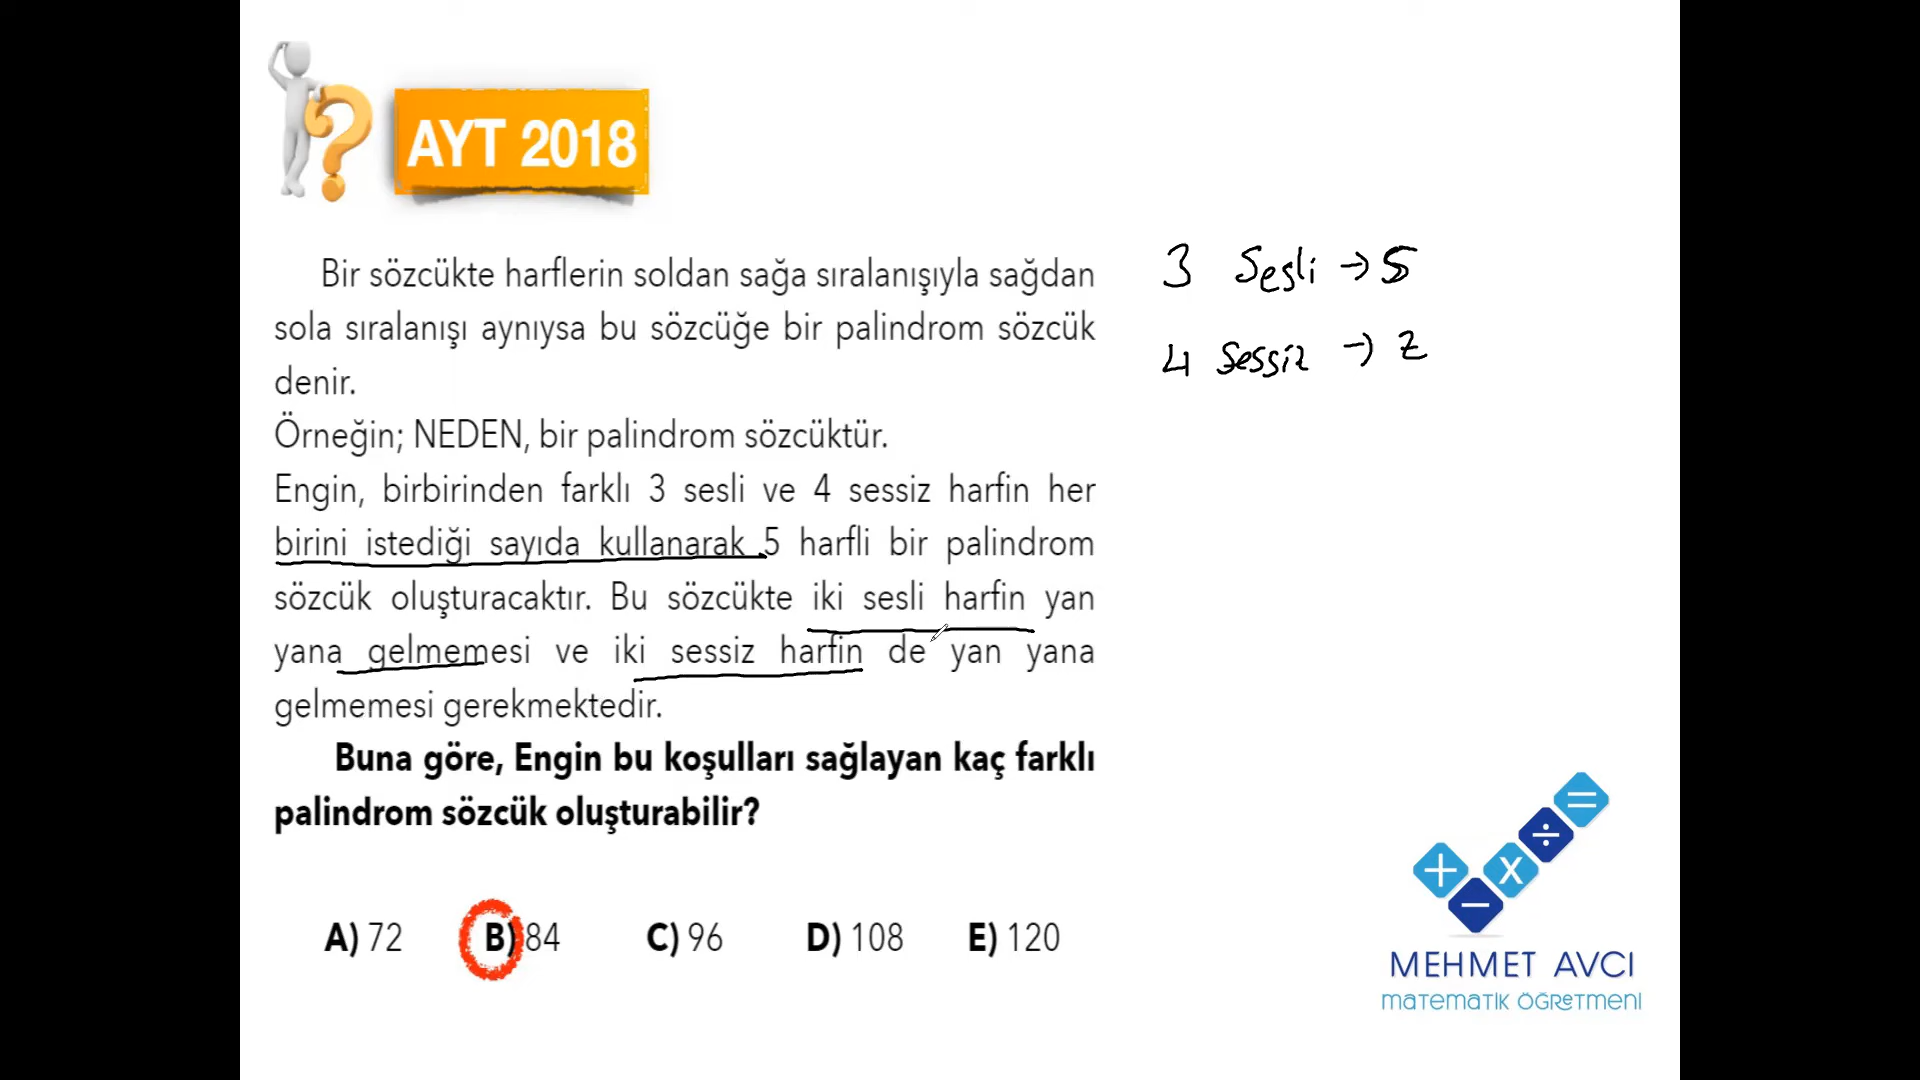 AYT 2018
Bir sözcükte harflerin soldan sağa sıralanışıyla sağdan
sola sıralanışı aynıysa bu sözcüğe bir palindrom sözcük
denir.
Örneğin; NEDEN, bir palindrom sözcüktür.
Engin, birbirinden farklı 3 sesli ve 4 sessiz harfin her
birini istediği sayıda kullanarak 5 harfli bir palindrom
sözcük oluşturacaktır. Bu sözcükte iki sesli harfin yan
yana gelmemesi ve iki sessiz harfin de yan yana
gelmemesi gerekmektedir.
Buna göre, Engin bu koşulları sağlayan kaç farklı
palindrom sözcük oluşturabilir?
A) 72 B) 84 C) 96 D) 108 E) 120
3 Sesli → S
4 Sessiz → Z
MEHMET AVCI
matematik öğretmeni